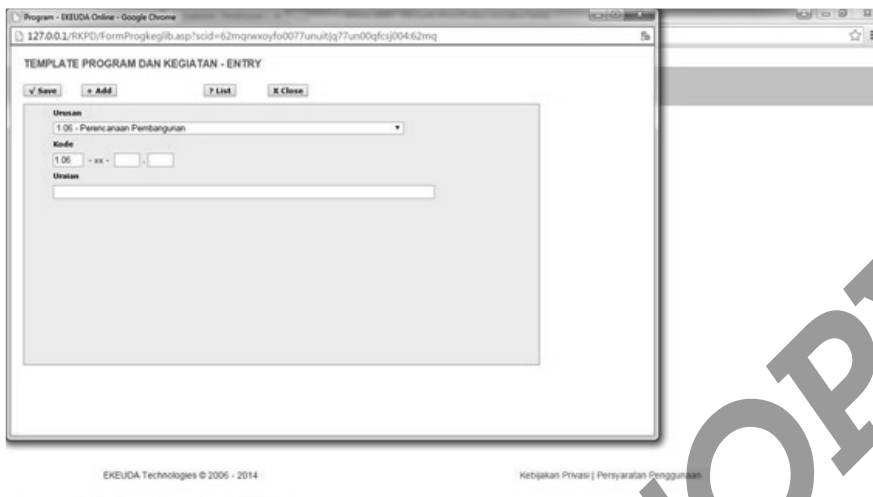 Program - EKEUDA Online - Google Chrome
127.0.0.1/RKPD/FormProgkeglib.asp?scid=62mqrwxoyfo0077unuitjq77un00qfcsj004:62mq
TEMPLATE PROGRAM DAN KEGIATAN - ENTRY
√ Save + Add ? List X Close
Urusan
1.06 - Perencanaan Pembangunan
Kode
1.06 - xx - .
Uraian
EKEUDA Technologies © 2006 - 2014 Kebijakan Privasi | Persyaratan Penggunaan
OPY